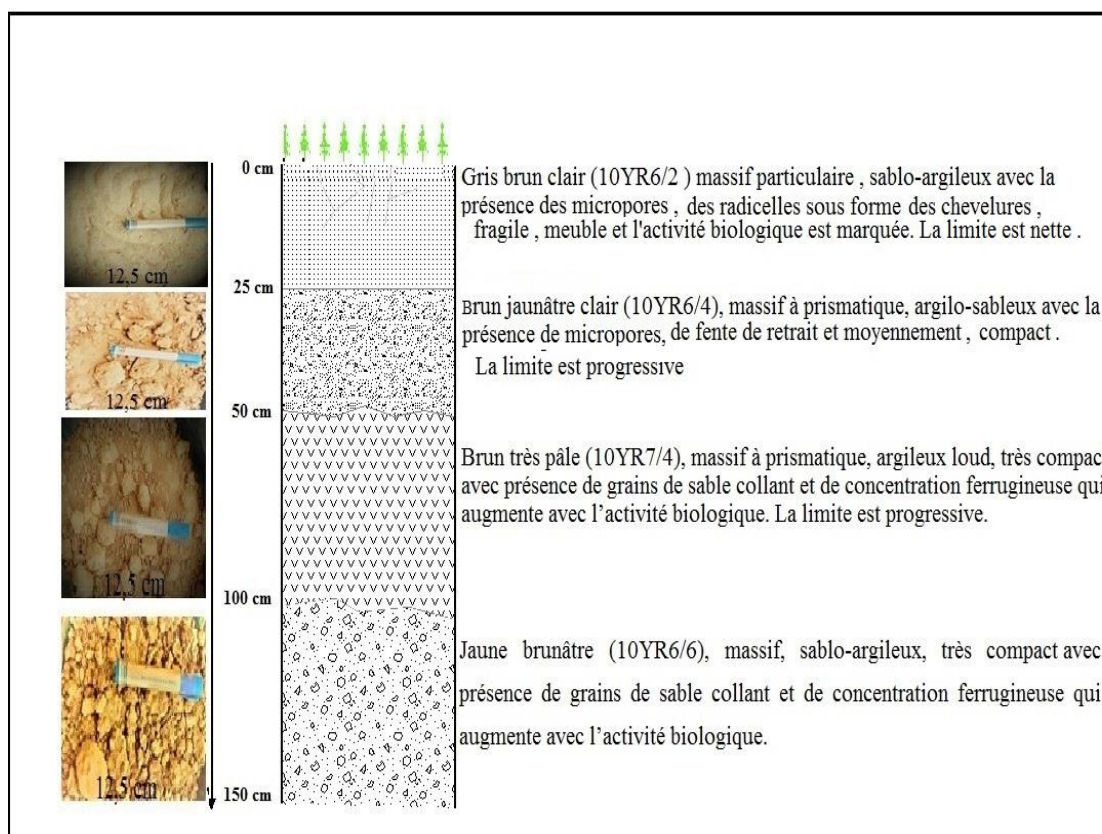 0 cm
Gris brun clair (10YR6/2 ) massif particulaire , sablo-argileux avec la
présence des micropores , des radicelles sous forme des chevelures ,
fragile , meuble et l'activité biologique est marquée. La limite est nette .
12,5 cm
25 cm
Brun jaunâtre clair (10YR6/4), massif à prismatique, argilo-sableux avec la
présence de micropores, de fente de retrait et moyennement , compact .
La limite est progressive
12,5 cm
50 cm
Brun très pâle (10YR7/4), massif à prismatique, argileux loud, très compac
avec présence de grains de sable collant et de concentration ferrugineuse qui
augmente avec l’activité biologique. La limite est progressive.
12,5 cm
100 cm
Jaune brunâtre (10YR6/6), massif, sablo-argileux, très compact avec
présence de grains de sable collant et de concentration ferrugineuse qui
augmente avec l’activité biologique.
12,5 cm
150 cm